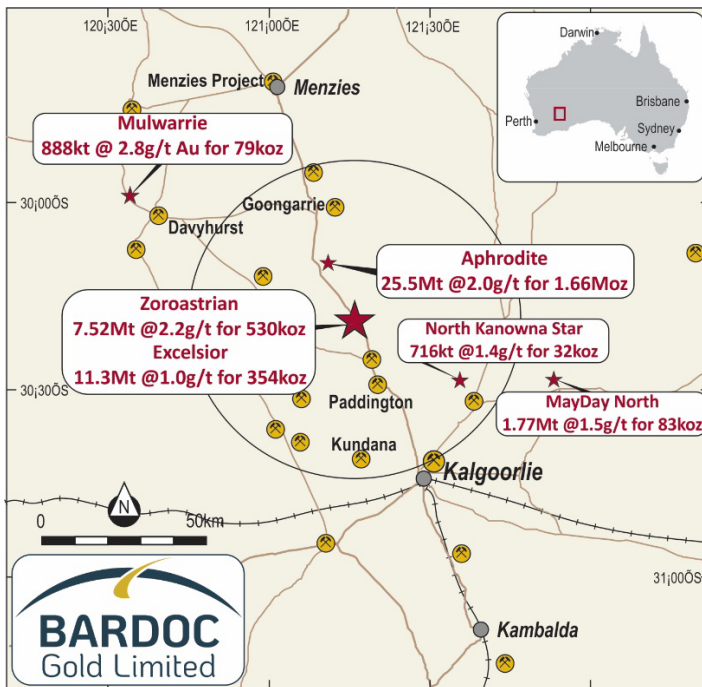 120¡30ÕE
121¡00ÕE
121¡30ÕE
Darwin
Brisbane
Perth
Sydney
Melbourne
Menzies Project
Menzies
Mulwarrie
888kt @ 2.8g/t Au for 79koz
30¡00ÕS
Goongarrie
Davyhurst
Aphrodite
25.5Mt @2.0g/t for 1.66Moz
Zoroastrian
7.52Mt @2.2g/t for 530koz
Excelsior
11.3Mt @1.0g/t for 354koz
North Kanowna Star
716kt @1.4g/t for 32koz
30¡30ÕS
Paddington
MayDay North
1.77Mt @1.5g/t for 83koz
Kundana
Kalgoorlie
N
0
50km
31¡00ÕS
BARDOC
Gold Limited
Kambalda